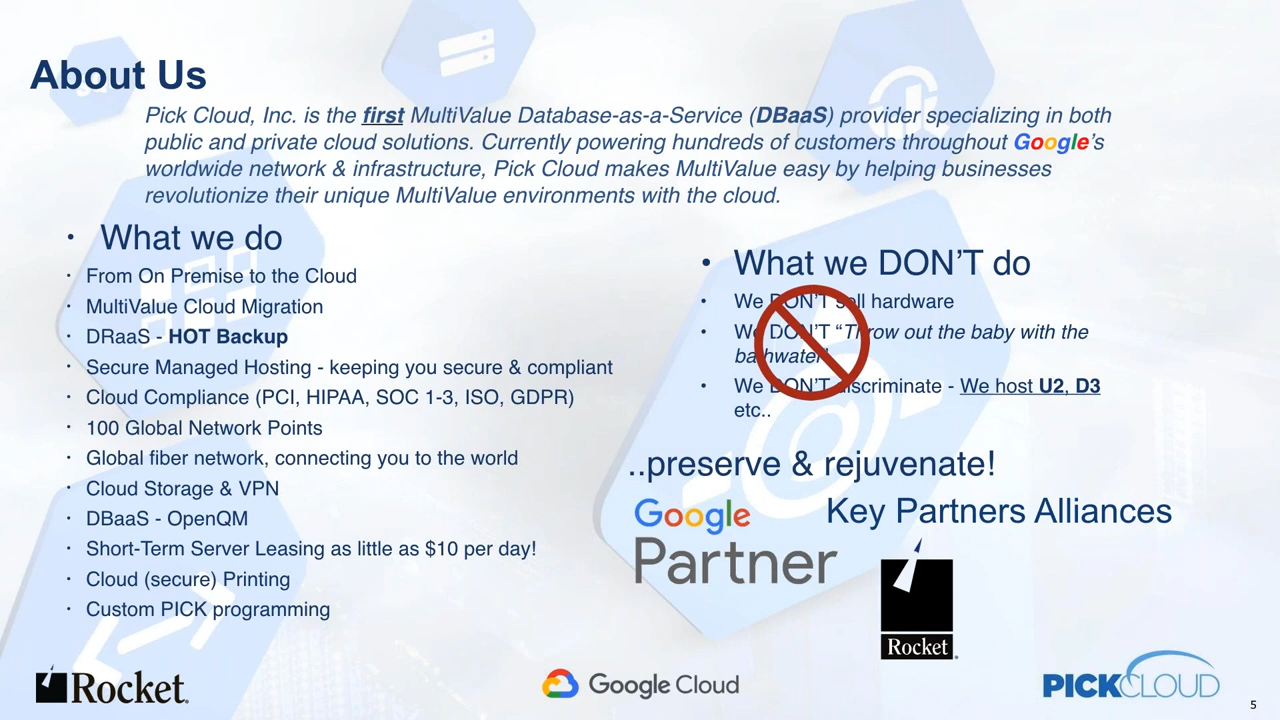 About Us
Pick Cloud, Inc. is the first MultiValue Database-as-a-Service (DBaaS) provider specializing in both
public and private cloud solutions. Currently powering hundreds of customers throughout Google's
worldwide network & infrastructure, Pick Cloud makes MultiValue easy by helping businesses
revolutionize their unique MultiValue environments with the cloud.
• What we do
• From On Premise to the Cloud
• MultiValue Cloud Migration
• DRaaS - HOT Backup
• Secure Managed Hosting - keeping you secure & compliant
• Cloud Compliance (PCI, HIPAA, SOC 1-3, ISO, GDPR)
• 100 Global Network Points
• Global fiber network, connecting you to the world
• Cloud Storage & VPN
• DBaaS - OpenQM
• Short-Term Server Leasing as little as $10 per day!
• Cloud (secure) Printing
• Custom PICK programming
• What we DON'T do
• We DON'T sell hardware
• We DON'T "Throw out the baby with the
bathwater"
• We DON'T discriminate - We host U2, D3
etc..
..preserve & rejuvenate!
Google
Partner
Key Partners Alliances
Rocket
Rocket
Google Cloud
PICKCLOUD
5